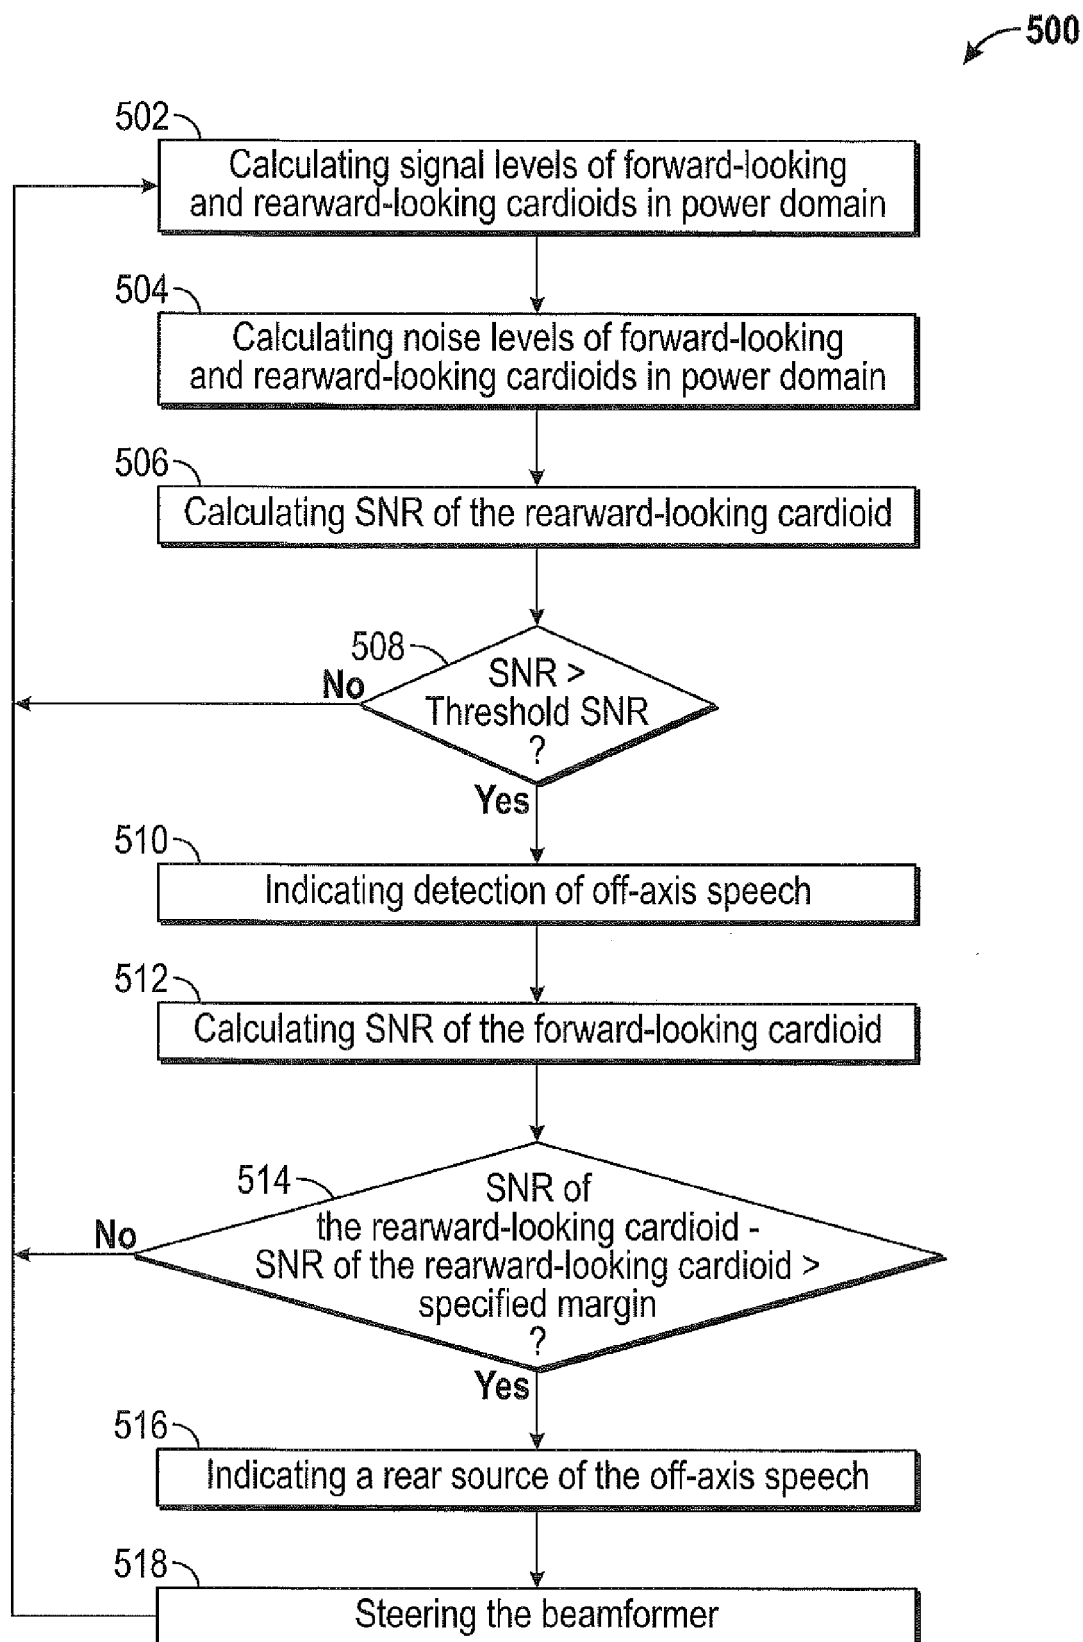 500
502
Calculating signal levels of forward-looking
and rearward-looking cardioids in power domain
504
Calculating noise levels of forward-looking
and rearward-looking cardioids in power domain
506
Calculating SNR of the rearward-looking cardioid
508
SNR >
Threshold SNR
?
No
Yes
510
Indicating detection of off-axis speech
512
Calculating SNR of the forward-looking cardioid
514
SNR of
the rearward-looking cardioid -
SNR of the rearward-looking cardioid >
specified margin
?
No
Yes
516
Indicating a rear source of the off-axis speech
518
Steering the beamformer